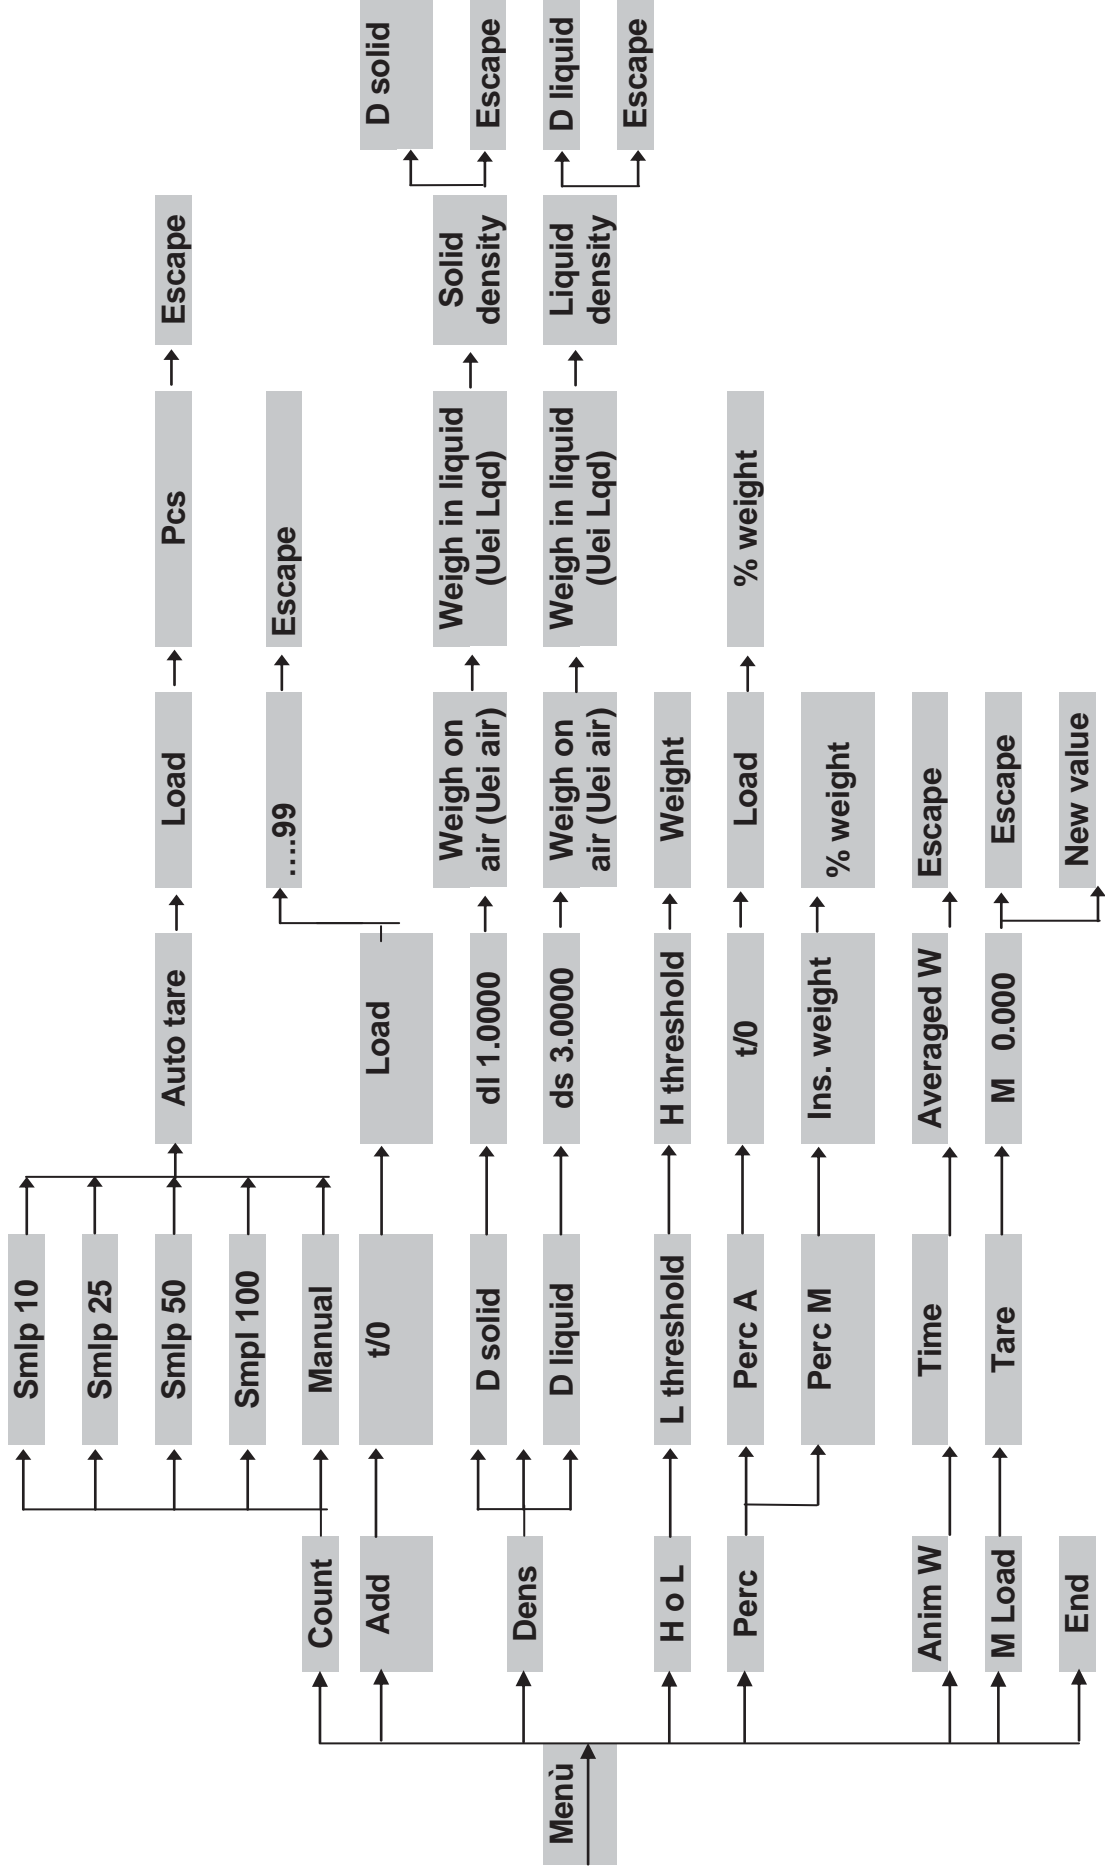 Menù
Count
Smlp 10
Smlp 25
Smlp 50
Smpl 100
Manual
Auto tare
Load
Pcs
Escape
Add
t/0
Load
....99
Escape
Dens
D solid
dl 1.0000
Weigh on
air (Uei air)
Weigh in liquid
(Uei Lqd)
Solid
density
D solid
Escape
D liquid
ds 3.0000
Weigh on
air (Uei air)
Weigh in liquid
(Uei Lqd)
Liquid
density
D liquid
Escape
H o L
L threshold
H threshold
Weight
Perc
Perc A
t/0
Load
% weight
Perc M
Ins. weight
% weight
Anim W
Time
Averaged W
Escape
M Load
Tare
M 0.000
Escape
New value
End